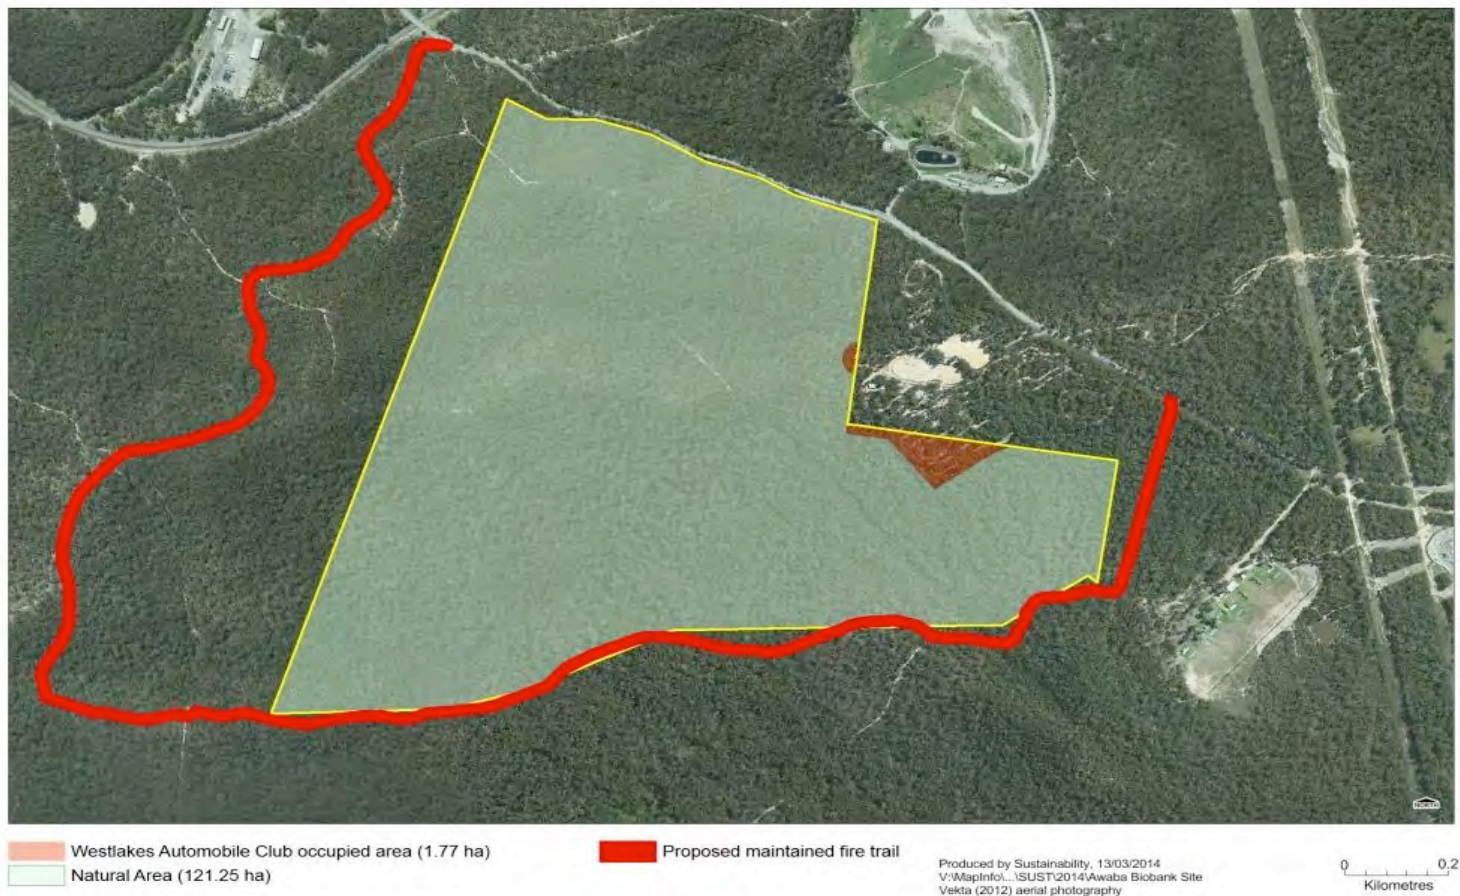 NORTH
Westlakes Automobile Club occupied area (1.77 ha)
Natural Area (121.25 ha)
Proposed maintained fire trail
Produced by Sustainability, 13/03/2014
V:\MapInfo\...\SUST\2014\Awaba Biobank Site
Vekta (2012) aerial photography
0 0.2
Kilometres